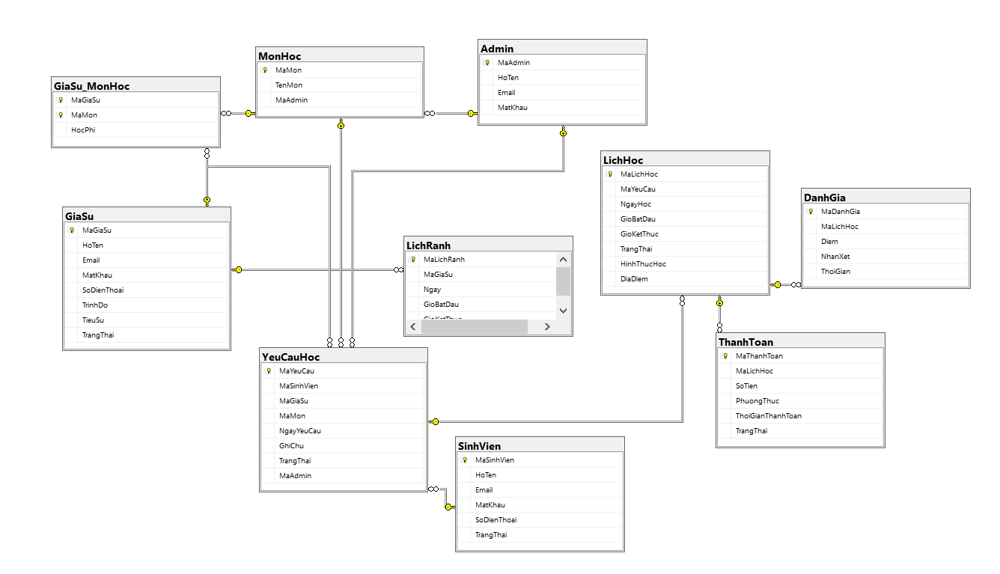 GiaSu_MonHoc
MaGiaSu
MaMon
HocPhi
MonHoc
MaMon
TenMon
MaAdmin
Admin
MaAdmin
HoTen
Email
MatKhau
GiaSu
MaGiaSu
HoTen
Email
MatKhau
SoDienThoai
TrinhDo
TieuSu
TrangThai
LichRanh
MaLichRanh
MaGiaSu
Ngay
GioBatDau
GioKetThuc
LichHoc
MaLichHoc
MaYeuCau
NgayHoc
GioBatDau
GioKetThuc
TrangThai
HinhThucHoc
DiaDiem
DanhGia
MaDanhGia
MaLichHoc
Diem
NhanXet
ThoiGian
YeuCauHoc
MaYeuCau
MaSinhVien
MaGiaSu
MaMon
NgayYeuCau
GhiChu
TrangThai
MaAdmin
ThanhToan
MaThanhToan
MaLichHoc
SoTien
PhuongThuc
ThoiGianThanhToan
TrangThai
SinhVien
MaSinhVien
HoTen
Email
MatKhau
SoDienThoai
TrangThai